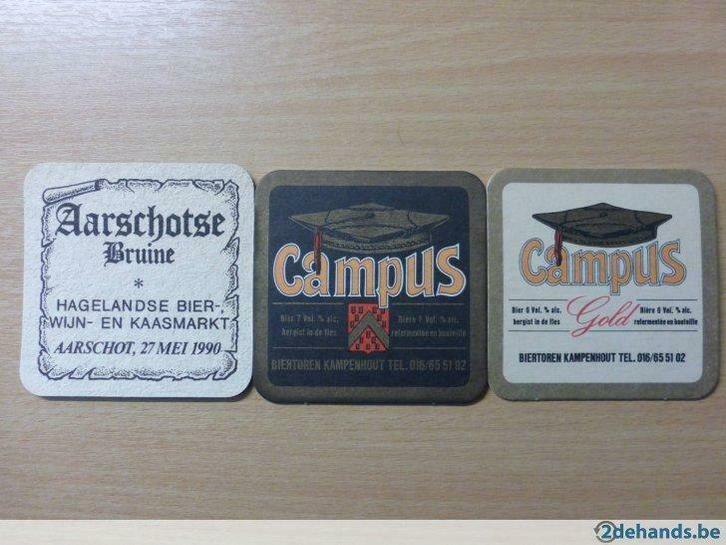 Aarschotse
Bruine
*
HAGELANDSE BIER-,
WIJN- EN KAASMARKT
AARSCHOT, 27 MEI 1990
Campus
Bier 7 Vol. % alc. Bière 7 Vol. % alc.
hergist in de fles refermentée en bouteille
BIERTOREN KAMPENHOUT TEL. 016/65 51 02
Campus
Gold
Bier 6 Vol. % alc. Bière 6 Vol. % alc.
hergist in de fles refermentée en bouteille
BIERTOREN KAMPENHOUT TEL. 016/65 51 02
2dehands.be